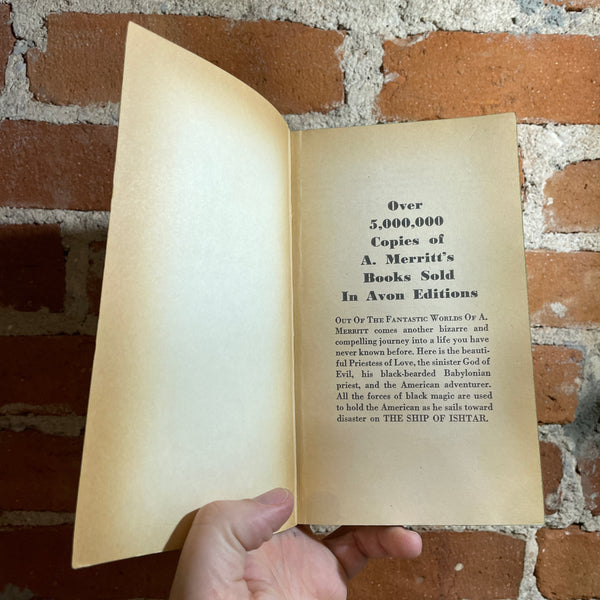 Over
5,000,000
Copies of
A. Merritt's
Books Sold
In Avon Editions
OUT OF THE FANTASTIC WORLDS OF A.
MERRITT comes another bizarre and
compelling journey into a life you have
never known before. Here is the beauti-
ful Priestess of Love, the sinister God of
Evil, his black-bearded Babylonian
priest, and the American adventurer.
All the forces of black magic are used
to hold the American as he sails toward
disaster on THE SHIP OF ISHTAR.